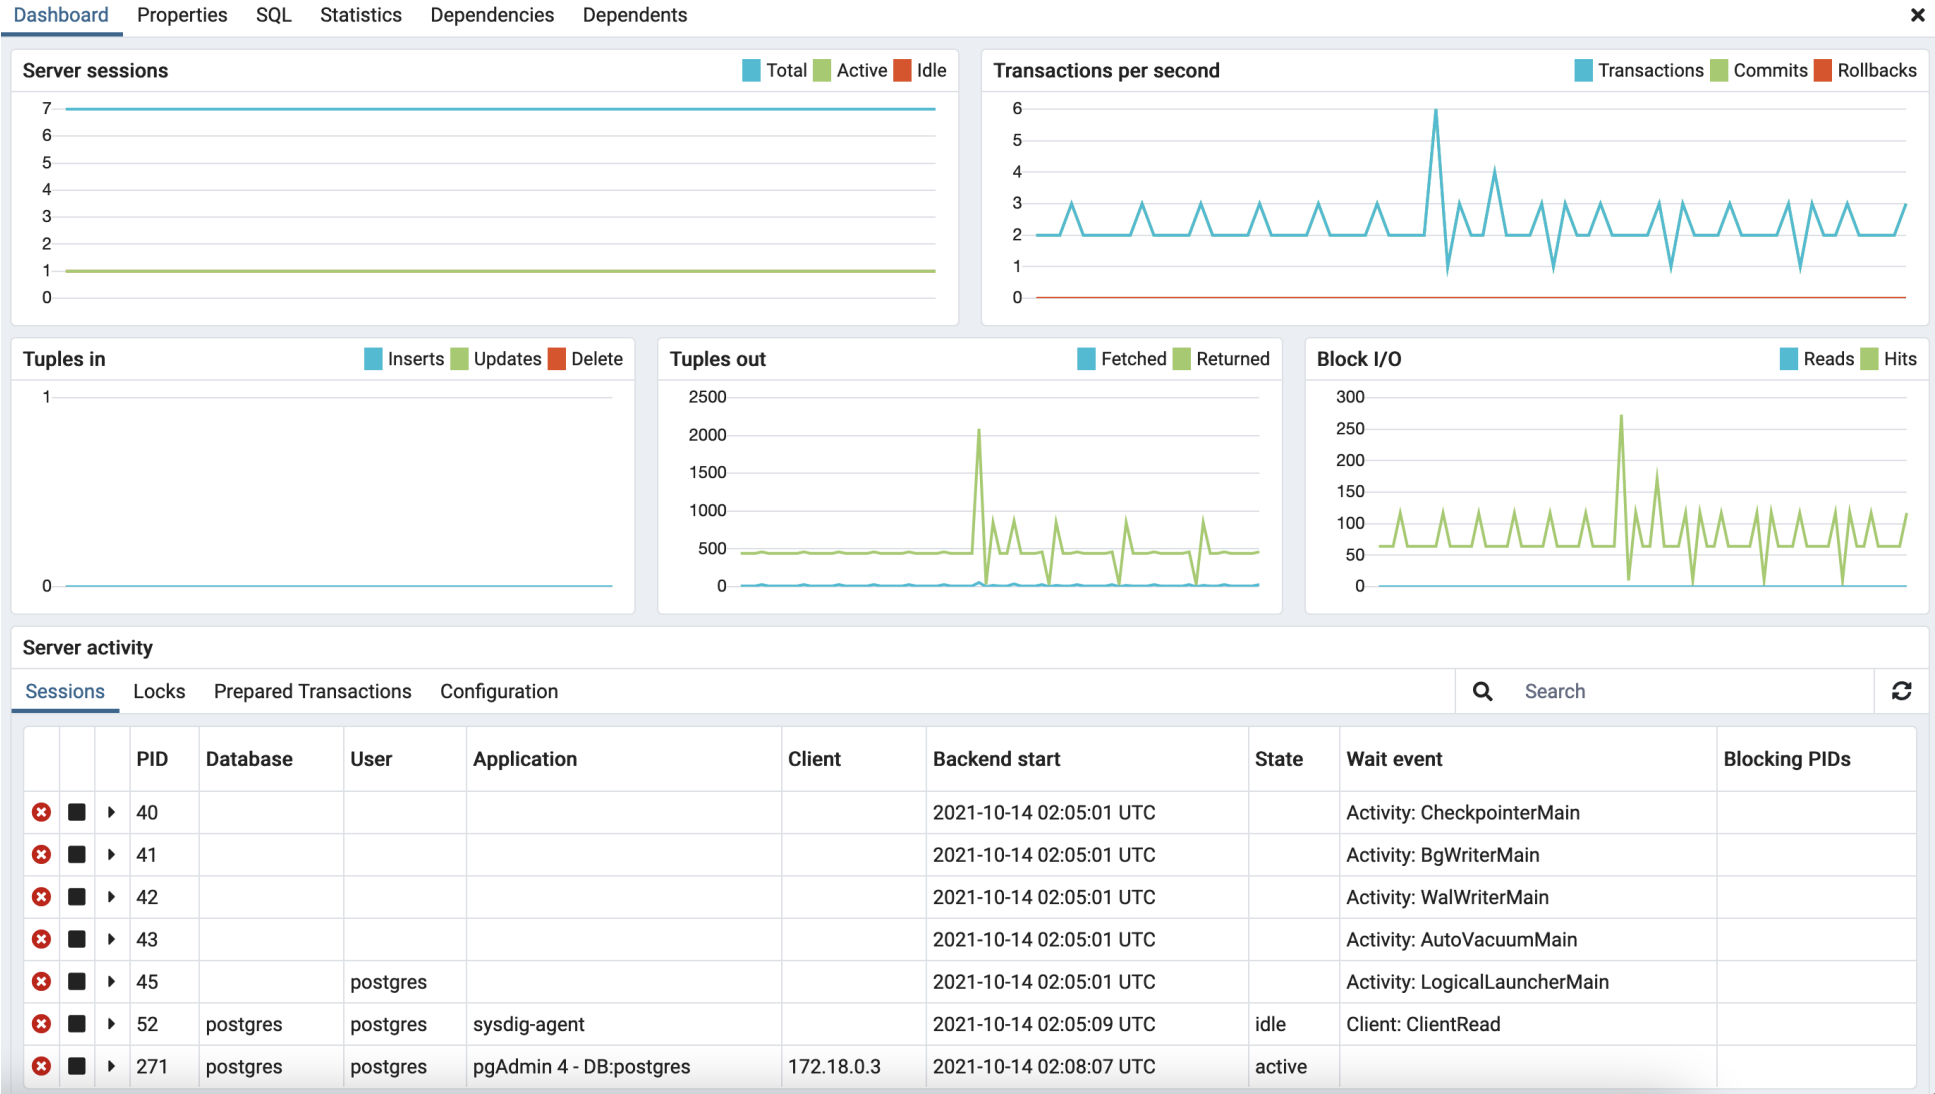 Dashboard Properties SQL Statistics Dependencies Dependents
Server sessions Total Active Idle
7
6
5
4
3
2
1
0
Transactions per second Transactions Commits Rollbacks
6
5
4
3
2
1
0
Tuples in Inserts Updates Delete
1
0
Tuples out Fetched Returned
2500
2000
1500
1000
500
0
Block I/O Reads Hits
300
250
200
150
100
50
0
Server activity
Sessions Locks Prepared Transactions Configuration Search
PID Database User Application Client Backend start State Wait event Blocking PIDs
40 2021-10-14 02:05:01 UTC Activity: CheckpointerMain
41 2021-10-14 02:05:01 UTC Activity: BgWriterMain
42 2021-10-14 02:05:01 UTC Activity: WalWriterMain
43 2021-10-14 02:05:01 UTC Activity: AutoVacuumMain
45 postgres 2021-10-14 02:05:01 UTC Activity: LogicalLauncherMain
52 postgres postgres sysdig-agent 2021-10-14 02:05:09 UTC idle Client: ClientRead
271 postgres postgres pgAdmin 4 - DB:postgres 172.18.0.3 2021-10-14 02:08:07 UTC active